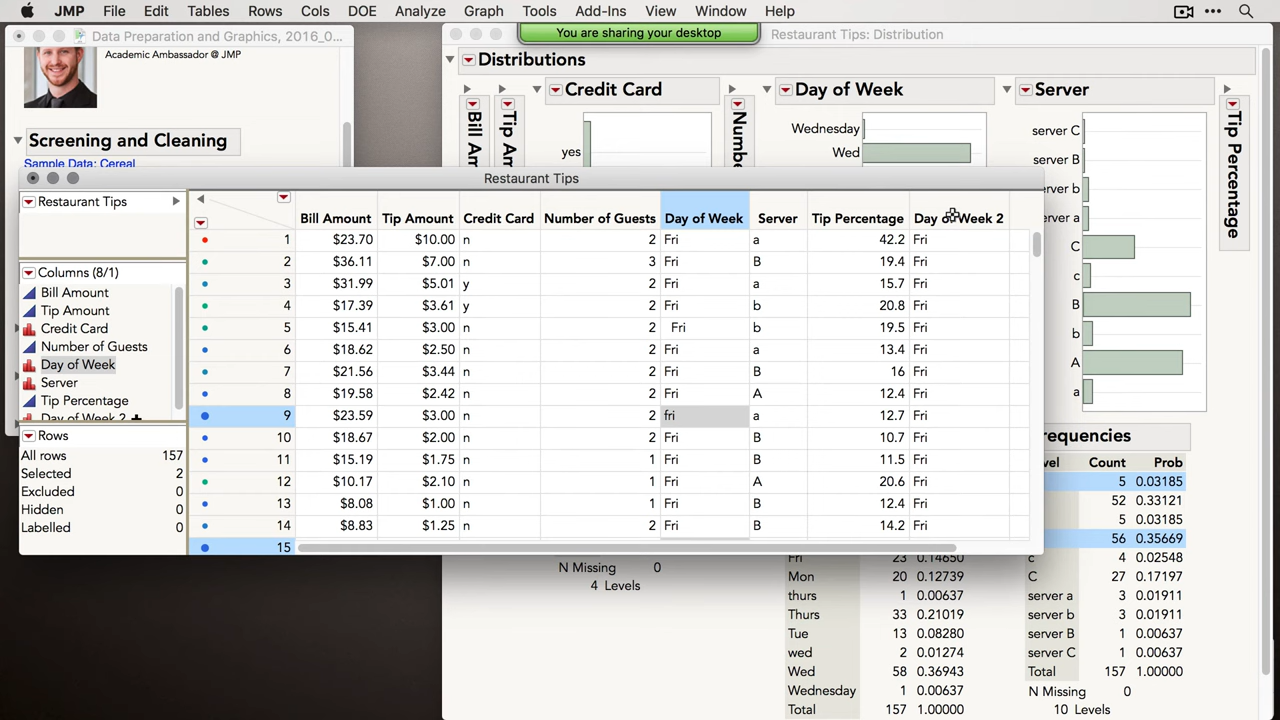 JMP File Edit Tables Rows Cols DOE Analyze Graph Tools Add-Ins View Window Help
You are sharing your desktop
Data Preparation and Graphics, 2016_0...
Academic Ambassador @ JMP
Screening and Cleaning
Sample Data: Cereal
Restaurant Tips: Distribution
Distributions
Bill Am
Tip Am
Credit Card
yes
Numbe
Day of Week
Wednesday
Wed
Server
server C
server B
server b
server a
C
c
B
b
A
a
Tip Percentage
Restaurant Tips
Restaurant Tips
Columns (8/1)
Bill Amount
Tip Amount
Credit Card
Number of Guests
Day of Week
Server
Tip Percentage
Day of Week 2
Rows
All rows 157
Selected 2
Excluded 0
Hidden 0
Labelled 0
Bill Amount Tip Amount Credit Card Number of Guests Day of Week Server Tip Percentage Day of Week 2
1 $23.70 $10.00 n 2 Fri a 42.2 Fri
2 $36.11 $7.00 n 3 Fri B 19.4 Fri
3 $31.99 $5.01 y 2 Fri a 15.7 Fri
4 $17.39 $3.61 y 2 Fri b 20.8 Fri
5 $15.41 $3.00 n 2 Fri b 19.5 Fri
6 $18.62 $2.50 n 2 Fri a 13.4 Fri
7 $21.56 $3.44 n 2 Fri B 16 Fri
8 $19.58 $2.42 n 2 Fri A 12.4 Fri
9 $23.59 $3.00 n 2 fri a 12.7 Fri
10 $18.67 $2.00 n 2 Fri B 10.7 Fri
11 $15.19 $1.75 n 1 Fri B 11.5 Fri
12 $10.17 $2.10 n 1 Fri A 20.6 Fri
13 $8.08 $1.00 n 1 Fri B 12.4 Fri
14 $8.83 $1.25 n 2 Fri B 14.2 Fri
15
N Missing 0
4 Levels
Fri 23 0.14650
Mon 20 0.12739
thurs 1 0.00637
Thurs 33 0.21019
Tue 13 0.08280
wed 2 0.01274
Wed 58 0.36943
Wednesday 1 0.00637
Total 157 1.00000
requencies
vel Count Prob
5 0.03185
52 0.33121
5 0.03185
56 0.35669
c 4 0.02548
C 27 0.17197
server a 3 0.01911
server b 3 0.01911
server B 1 0.00637
server C 1 0.00637
Total 157 1.00000
N Missing 0
10 Levels